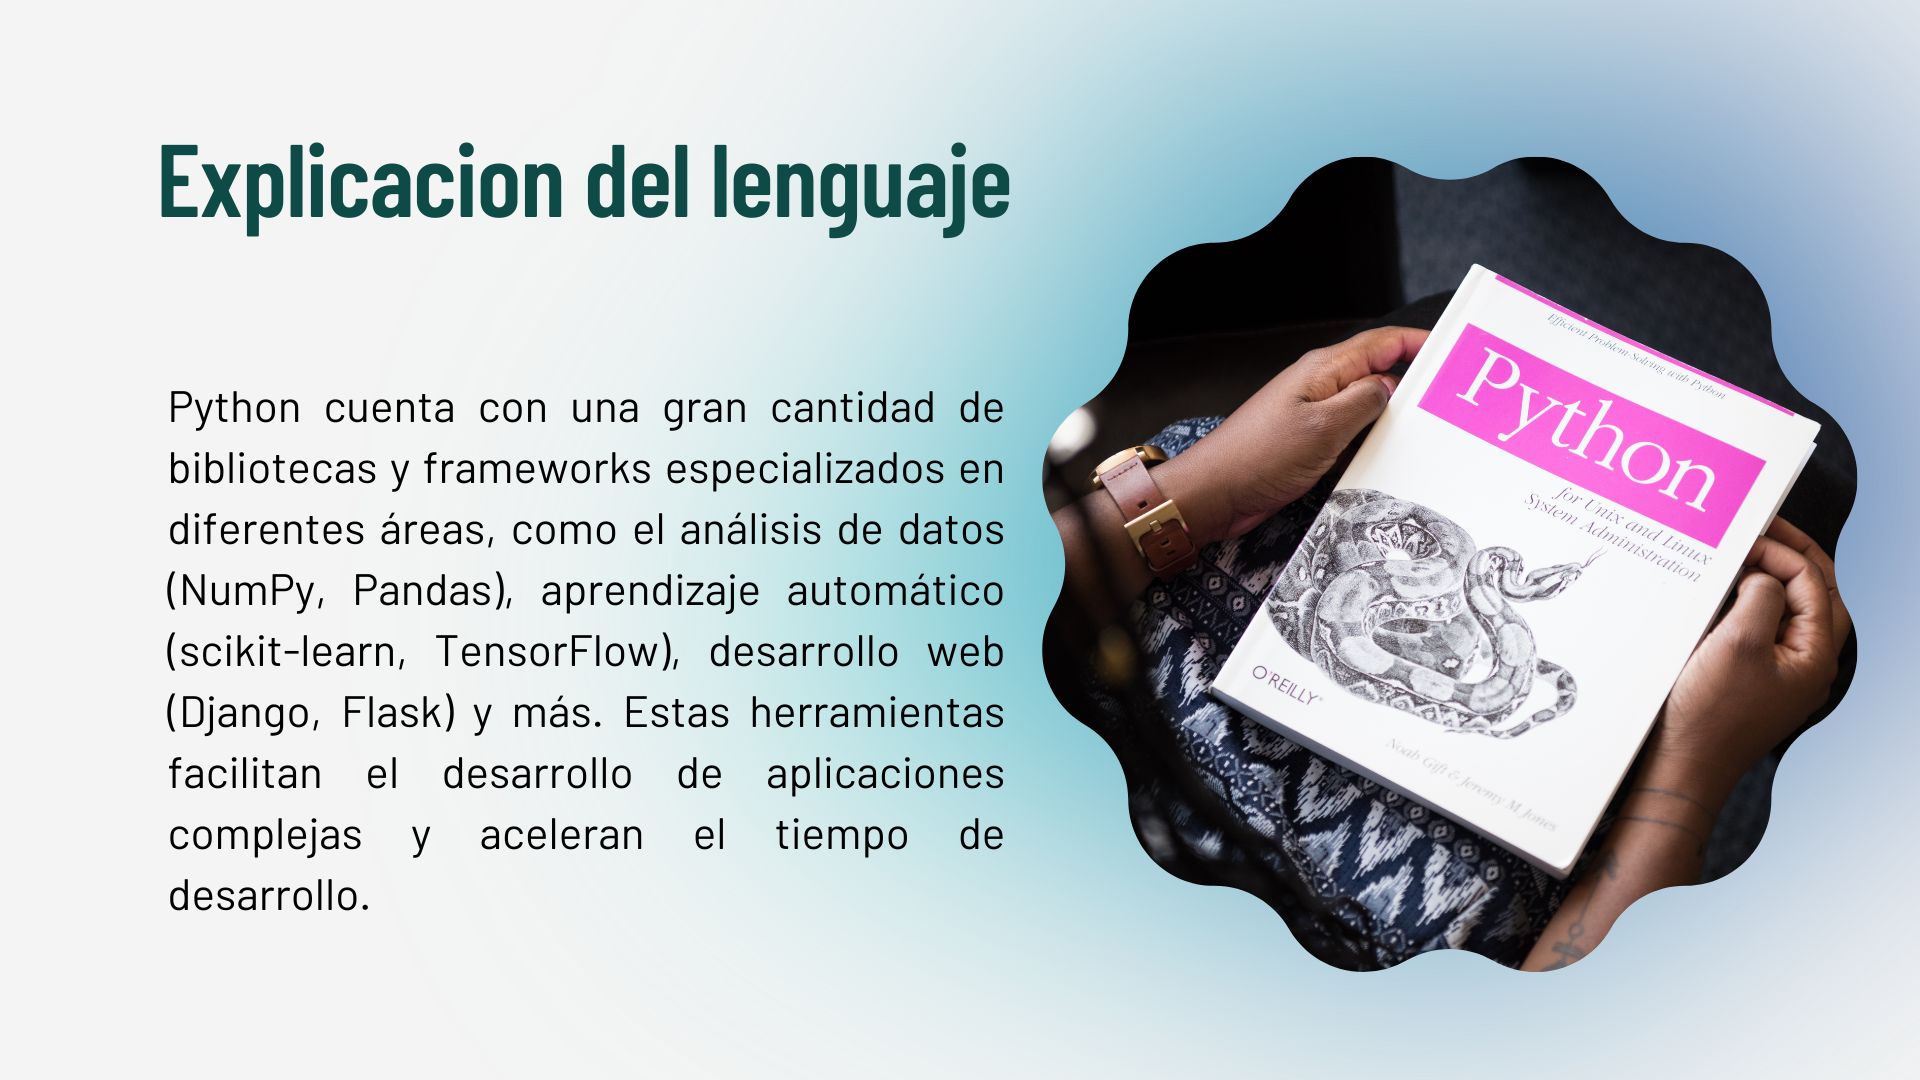 Explicacion del lenguaje
Python cuenta con una gran cantidad de
bibliotecas y frameworks especializados en
diferentes áreas, como el análisis de datos
(NumPy, Pandas), aprendizaje automático
(scikit-learn, TensorFlow), desarrollo web
(Django, Flask) y más. Estas herramientas
facilitan el desarrollo de aplicaciones
complejas y aceleran el tiempo de
desarrollo.
Efficient Problem-Solving with Python
Python
for Unix and Linux
System Administration
O'REILLY®
Noah Gift & Jeremy M. Jones